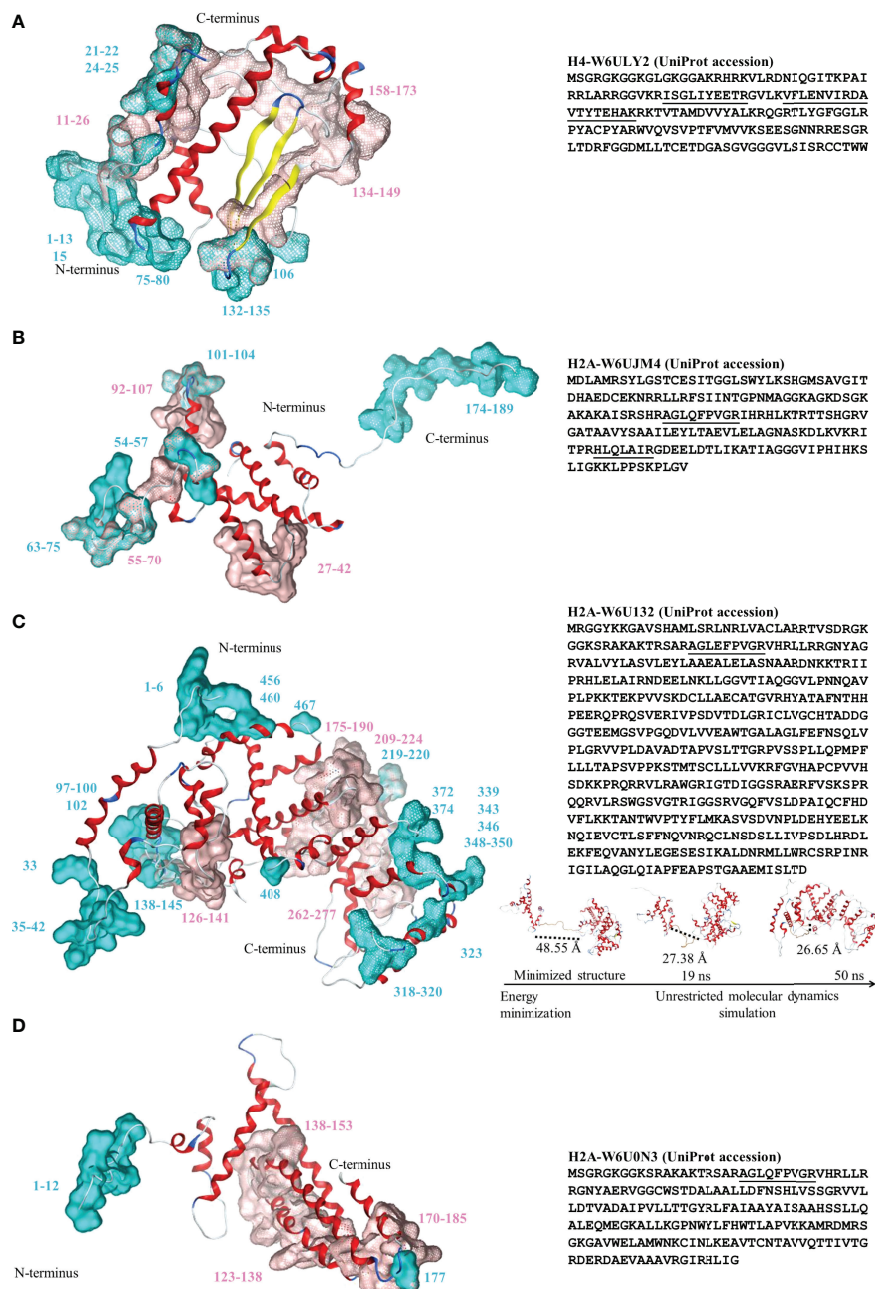 A
C-terminus
21-22
24-25
11-26
158-173
134-149
1-13
15
N-terminus
75-80
106
132-135
H4-W6ULY2 (UniProt accession)
MSGRGKGGKGLGKGGAKRHRKVLRDNIQGITKPAI
RRLARRGGVKRISGLIYEETRGVLKVFLENVIRDA
VTYTEHAKRKTVTAMDVVYALKRQGRTLYGFGGLR
PYACPYARWVQVSVPTFVMVVKSEESGNNRRESGR
LTDRFGGDMLLTCETDGASGVGGGVLSISRCCTWW
B
101-104
92-107
N-terminus
174-189
C-terminus
54-57
63-75
55-70
27-42
H2A-W6UJM4 (UniProt accession)
MDLAMRSYLGSTCESITGGLSWYLKSHGMSAVGIT
DHAEDCEKNRRLLRFSIINTGPNMAGGKAGKDSGK
AKAKAISRSHRAGLQFPVGRIHRHLKTRTTSHGRV
GATAAVYSAAILEYLTAEVLELAGNASKDLKVKRI
TPRHLQLAIRGDEELDTLIKATIAGGGVIPHIHKS
LIGKKLPPSKPLGV
C
N-terminus
1-6
456
460
467
175-190
209-224
219-220
97-100
102
372
374
339
343
346
348-350
33
35-42
138-145
126-141
408
262-277
C-terminus
323
318-320
H2A-W6U132 (UniProt accession)
MRGGYKKGAVSHAMLSRLNRLVACLARRTVSDRGK
GGKSRAKAKTRSARAGLEFPVGRVHRLLRRGNYAG
RVALVYLASVLEYLAAEALELASNAARDNKKTRII
PRHLELAIRNDEELNKLLGGVTIAQGGVLPNNQAV
PLPKKTEKPVVSKDCLLAECATGVRHYATAFNTHH
PEERQPRQSVERIVPSDVTDLGRICLVGCHTADDG
GGTEEMGSVPGQVDLVVEAWTGALAGLFEFNSQLV
PLGRVVPLDAVADTAPVSLTTGRPVSSPLLQPMPF
LLLTAPSVPPKSTMCSTCLLLVVKRFGVHAPCPVVH
SDKKPRQRRVLRAWGRIGTDIGGSRAERFVSKSPR
QQRVLRSWGSVGTRIGGSRVGQFVSLDPAIQCFHD
VFLKKTANTWVPTYFLMKASVSDVNPLDEHYEELK
NQIEVCTLSFFNQVNRQCLNSDSLLIVPSDLHRDLE
EKFEQVANYLEGESESIKALDNRMLLWRCSRPINR
IGILAQGLQIAPFEAPSTGAAEMISLTD
48.55 Å
27.38 Å
26.65 Å
Minimized structure
19 ns
50 ns
Energy
minimization
Unrestricted molecular dynamics
simulation
D
138-153
1-12
C-terminus
170-185
N-terminus
123-138
177
H2A-W6U0N3 (UniProt accession)
MSGRGKGGKSRAKAKTRSARAGLQFPVGRVHRLLR
RGNYAERVGGCWSTDALAALLDFNSHLVSSGRVVL
LDTVADAIPVLLTTGYRLFAIAAYAISAAHSSLLQ
ALEQMEGKALLKGPNWYLFHWTLAPVKKAMRDMRS
GKGAVWELAMWNKCINLKEAVTCNTAVVQTTIVTG
RDERDAEVAAAVRGIRHLIG